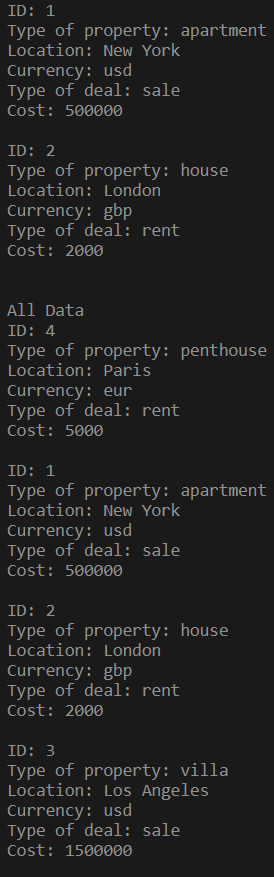 ID: 1
Type of property: apartment
Location: New York
Currency: usd
Type of deal: sale
Cost: 500000

ID: 2
Type of property: house
Location: London
Currency: gbp
Type of deal: rent
Cost: 2000

All Data
ID: 4
Type of property: penthouse
Location: Paris
Currency: eur
Type of deal: rent
Cost: 5000

ID: 1
Type of property: apartment
Location: New York
Currency: usd
Type of deal: sale
Cost: 500000

ID: 2
Type of property: house
Location: London
Currency: gbp
Type of deal: rent
Cost: 2000

ID: 3
Type of property: villa
Location: Los Angeles
Currency: usd
Type of deal: sale
Cost: 1500000